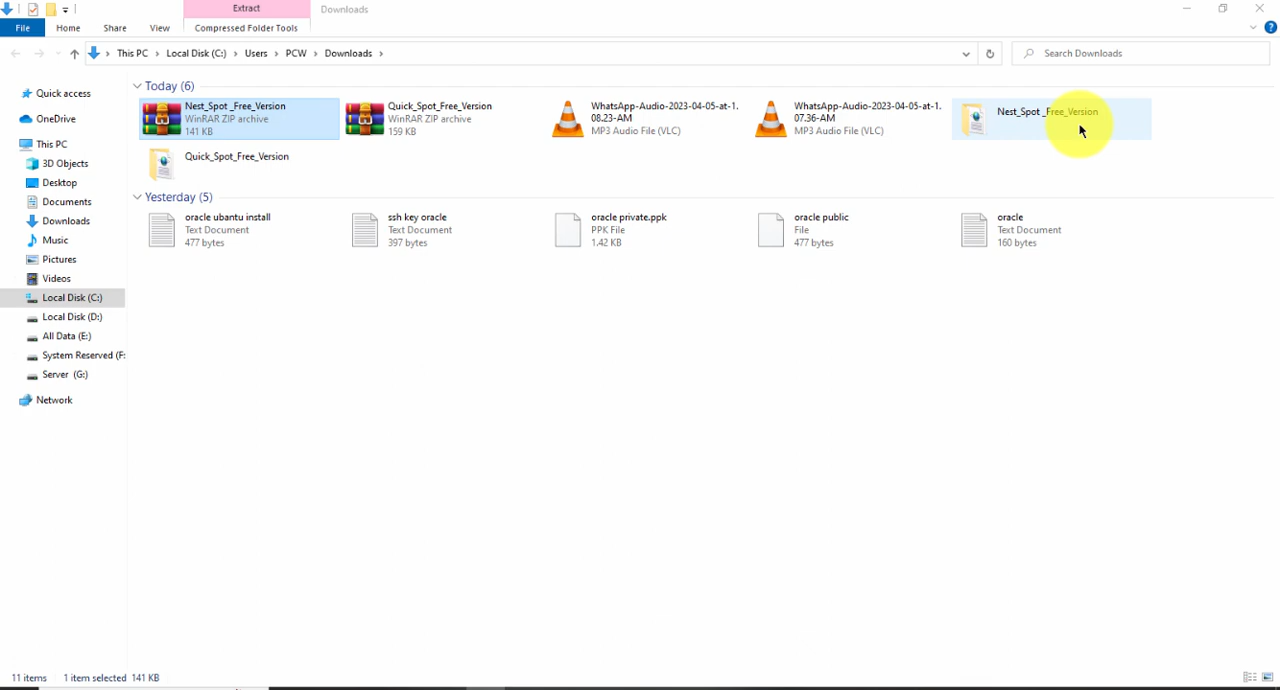 Extract
Downloads
File
Home
Share
View
Compressed Folder Tools
This PC
Local Disk (C:)
Users
PCW
Downloads
Search Downloads
Quick access
OneDrive
This PC
3D Objects
Desktop
Documents
Downloads
Music
Pictures
Videos
Local Disk (C:)
Local Disk (D:)
All Data (E:)
System Reserved (F:
Server (G:)
Network
Today (6)
Nest_Spot _Free_Version
WinRAR ZIP archive
141 KB
Quick_Spot_Free_Version
WinRAR ZIP archive
159 KB
WhatsApp-Audio-2023-04-05-at-1.
08.23-AM
MP3 Audio File (VLC)
WhatsApp-Audio-2023-04-05-at-1.
07.36-AM
MP3 Audio File (VLC)
Nest_Spot _Free_Version
Quick_Spot_Free_Version
Yesterday (5)
oracle ubuntu install
Text Document
477 bytes
ssh key oracle
Text Document
397 bytes
oracle private.ppk
PPK File
1.42 KB
oracle public
File
477 bytes
oracle
Text Document
160 bytes
11 items
1 item selected 141 KB